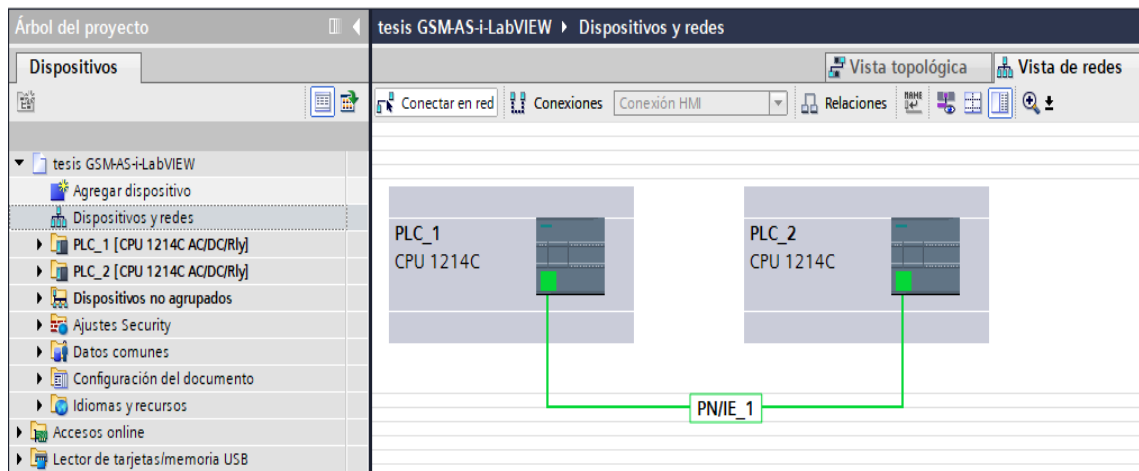 Árbol del proyecto
tesis GSM-AS-i-LabVIEW ▸ Dispositivos y redes
Dispositivos
Vista topológica
Vista de redes
Conectar en red
Conexiones
Conexión HMI
Relaciones
NAME
tesis GSM-AS-i-LabVIEW
Agregar dispositivo
Dispositivos y redes
PLC_1 [CPU 1214C AC/DC/Rly]
PLC_2 [CPU 1214C AC/DC/Rly]
Dispositivos no agrupados
Ajustes Security
Datos comunes
Configuración del documento
Idiomas y recursos
Accesos online
Lector de tarjetas/memoria USB
PLC_1
CPU 1214C
PLC_2
CPU 1214C
PN/IE_1